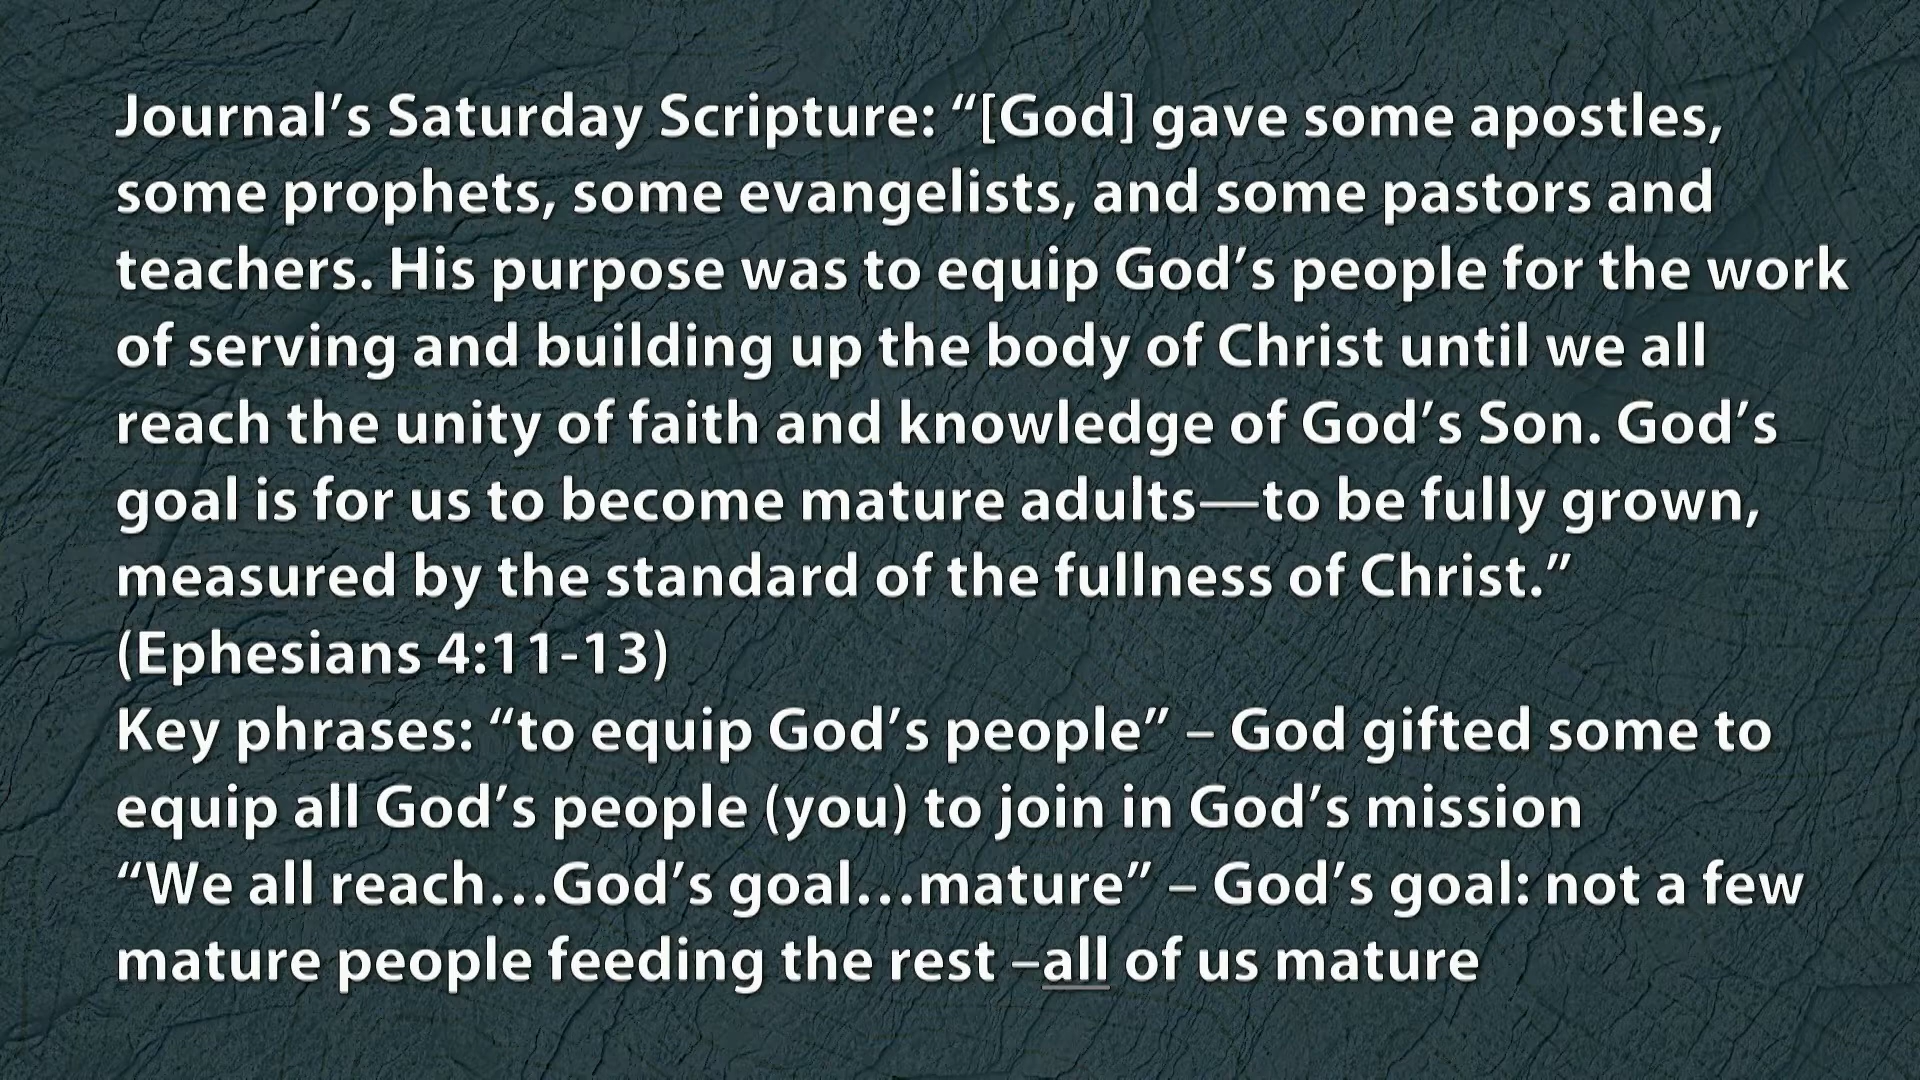 Journal’s Saturday Scripture: “[God] gave some apostles,
some prophets, some evangelists, and some pastors and
teachers. His purpose was to equip God’s people for the work
of serving and building up the body of Christ until we all
reach the unity of faith and knowledge of God’s Son. God’s
goal is for us to become mature adults—to be fully grown,
measured by the standard of the fullness of Christ.”
(Ephesians 4:11-13)
Key phrases: “to equip God’s people” – God gifted some to
equip all God’s people (you) to join in God’s mission
“We all reach…God’s goal…mature” – God’s goal: not a few
mature people feeding the rest –all of us mature